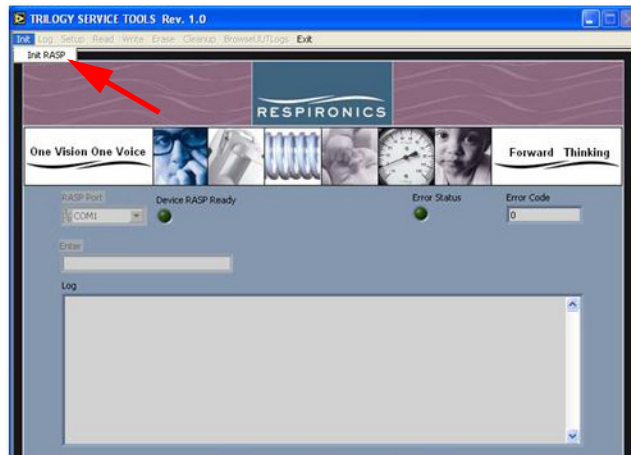 TRILOGY SERVICE TOOLS Rev. 1.0
Init Log Setup Read Write Erase Cleanup BrowseUUTLogs Exit
Init RASP
RESPIRONICS
One Vision One Voice
Forward Thinking
RASP Port
Device RASP Ready
Error Status
Error Code
COM1
0
Enter
Log